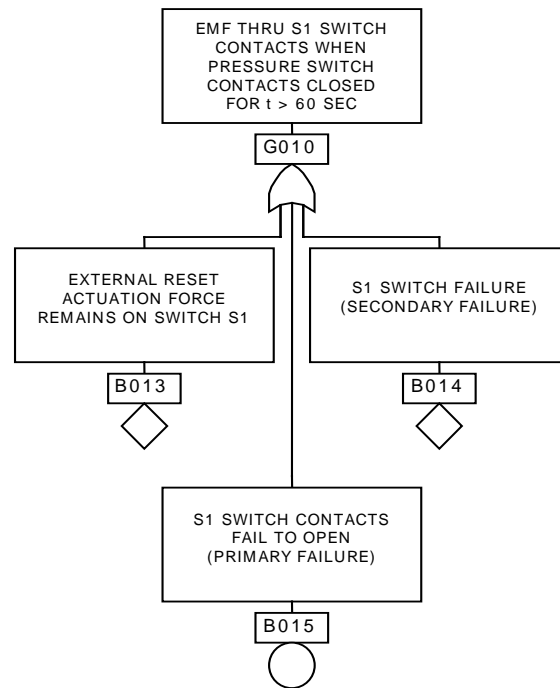 EMF THRU S1 SWITCH
CONTACTS WHEN
PRESSURE SWITCH
CONTACTS CLOSED
FOR t > 60 SEC
G010
EXTERNAL RESET
ACTUATION FORCE
REMAINS ON SWITCH S1
B013
S1 SWITCH FAILURE
(SECONDARY FAILURE)
B014
S1 SWITCH CONTACTS
FAIL TO OPEN
(PRIMARY FAILURE)
B015